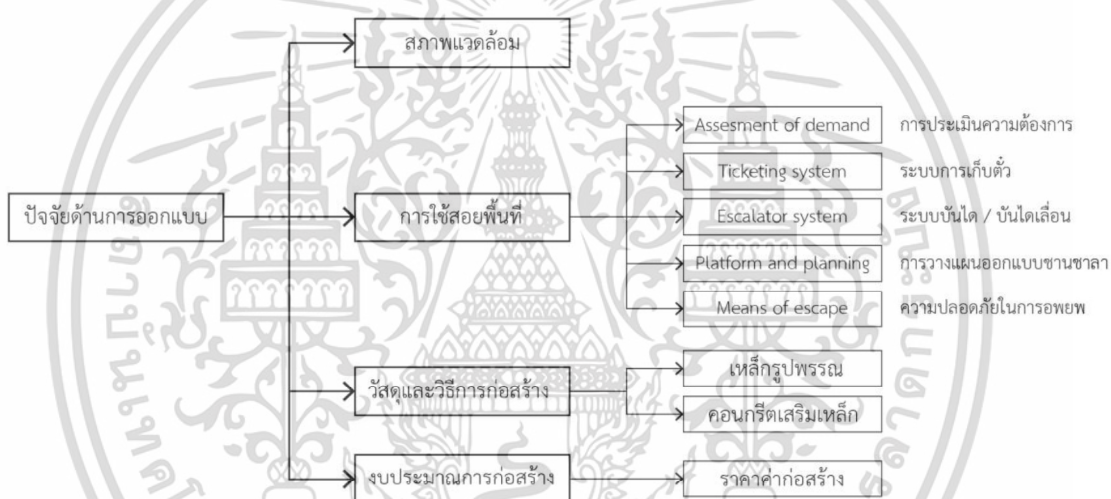 สภาพแวดล้อม
ปัจจัยด้านการออกแบบ
การใช้สอยพื้นที่
Assesment of demand การประเมินความต้องการ
Ticketing system ระบบการเก็บตั๋ว
Escalator system ระบบบันได / บันไดเลื่อน
Platform and planning การวางแผนออกแบบชานชาลา
Means of escape ความปลอดภัยในการอพยพ
วัสดุและวิธีการก่อสร้าง
เหล็กรูปพรรณ
คอนกรีตเสริมเหล็ก
งบประมาณการก่อสร้าง
ราคาค่าก่อสร้าง